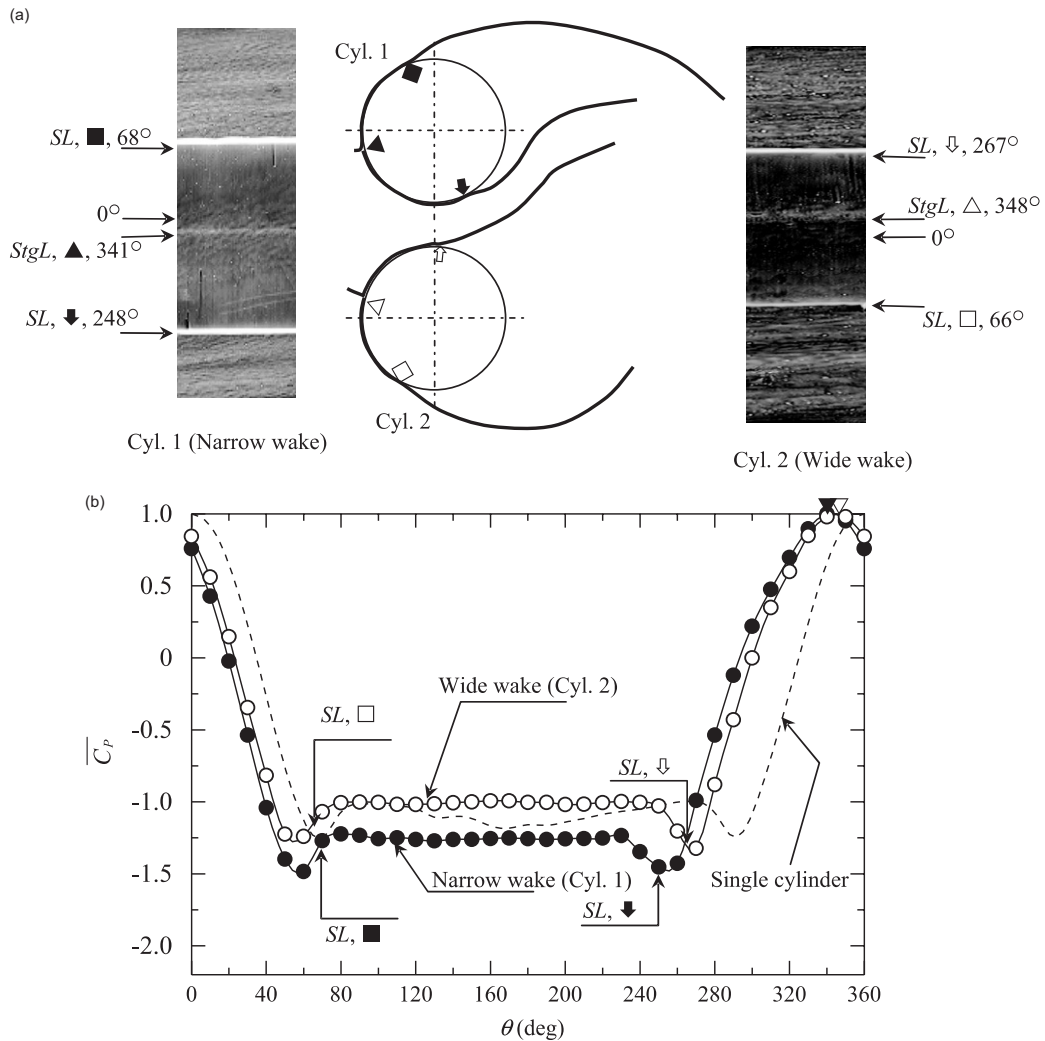 (a)
Cyl. 1
SL, ■, 68°
0°
StgL, ▲, 341°
SL, 🡇, 248°
Cyl. 1 (Narrow wake)
Cyl. 2
SL, ⇩, 267°
StgL, △, 348°
0°
SL, □, 66°
Cyl. 2 (Wide wake)
(b)
1.0
0.5
0
-0.5
-1.0
-1.5
-2.0
C_P
Wide wake (Cyl. 2)
SL, □
SL, ⇩
Narrow wake (Cyl. 1)
Single cylinder
SL, ■
SL, 🡇
0 40 80 120 160 200 240 280 320 360
θ (deg)